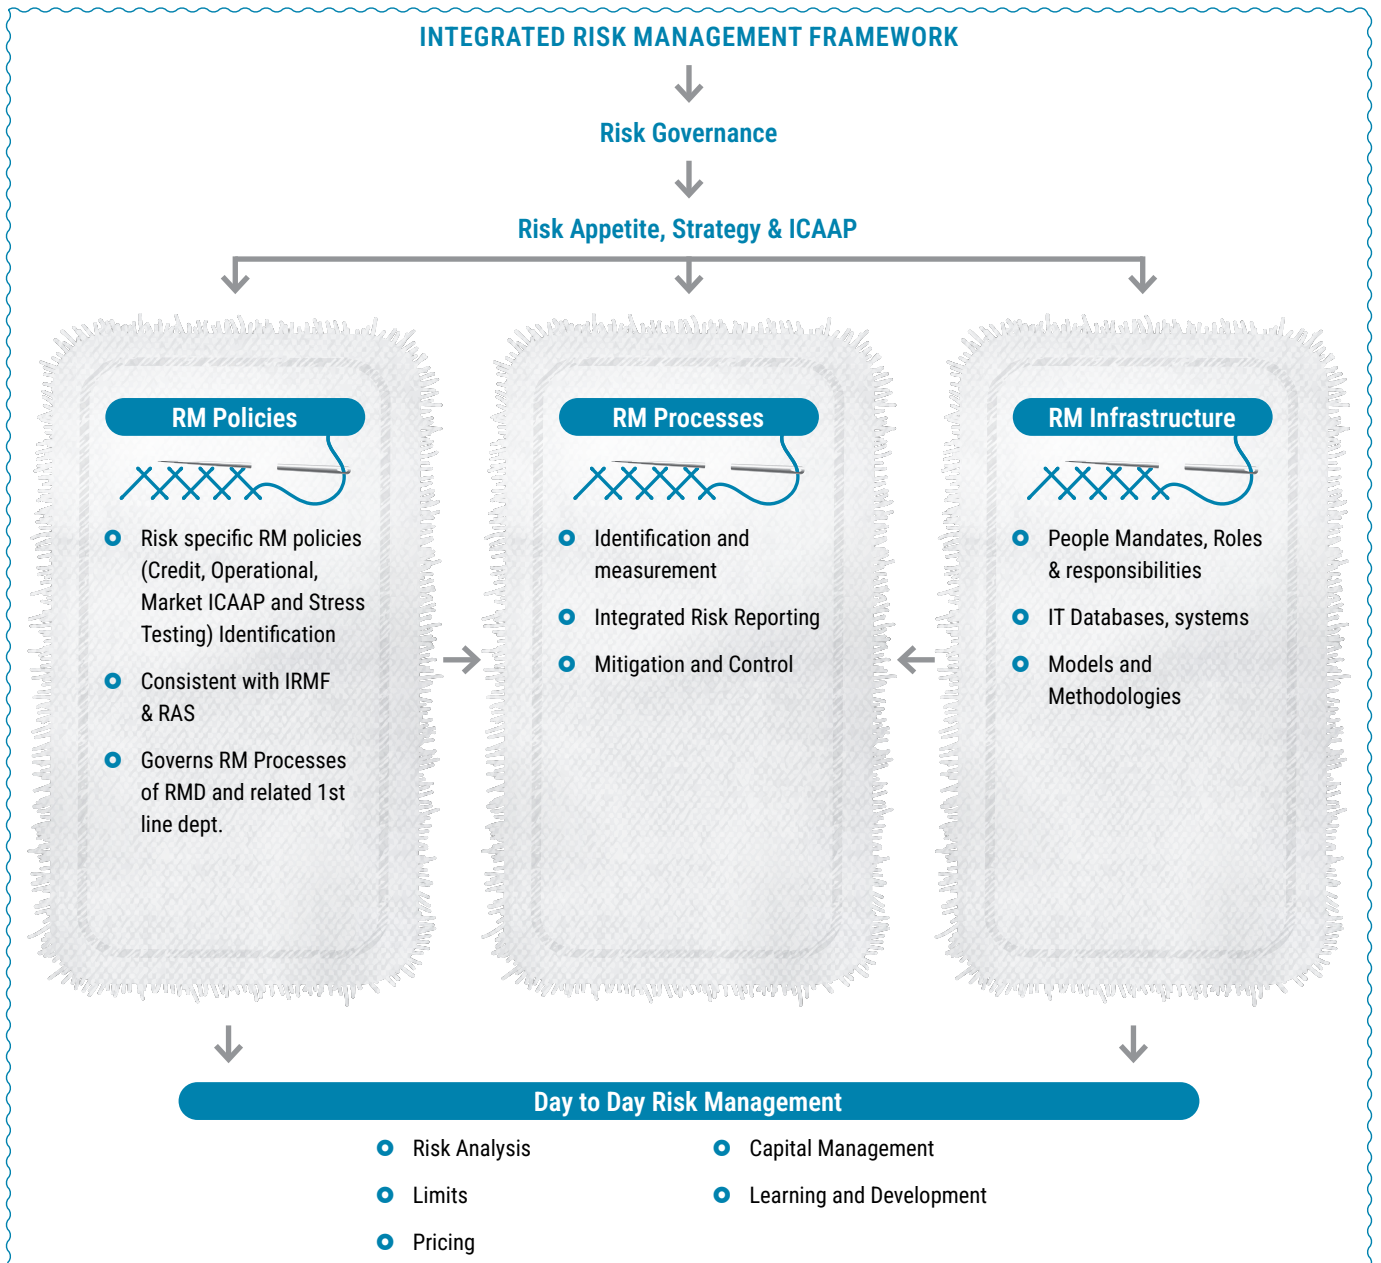 INTEGRATED RISK MANAGEMENT FRAMEWORK
Risk Governance
Risk Appetite, Strategy & ICAAP
RM Policies
Risk specific RM policies
(Credit, Operational,
Market ICAAP and Stress
Testing) Identification
Consistent with IRMF
& RAS
Governs RM Processes
of RMD and related 1st
line dept.
RM Processes
Identification and
measurement
Integrated Risk Reporting
Mitigation and Control
RM Infrastructure
People Mandates, Roles
& responsibilities
IT Databases, systems
Models and
Methodologies
Day to Day Risk Management
Risk Analysis
Limits
Pricing
Capital Management
Learning and Development